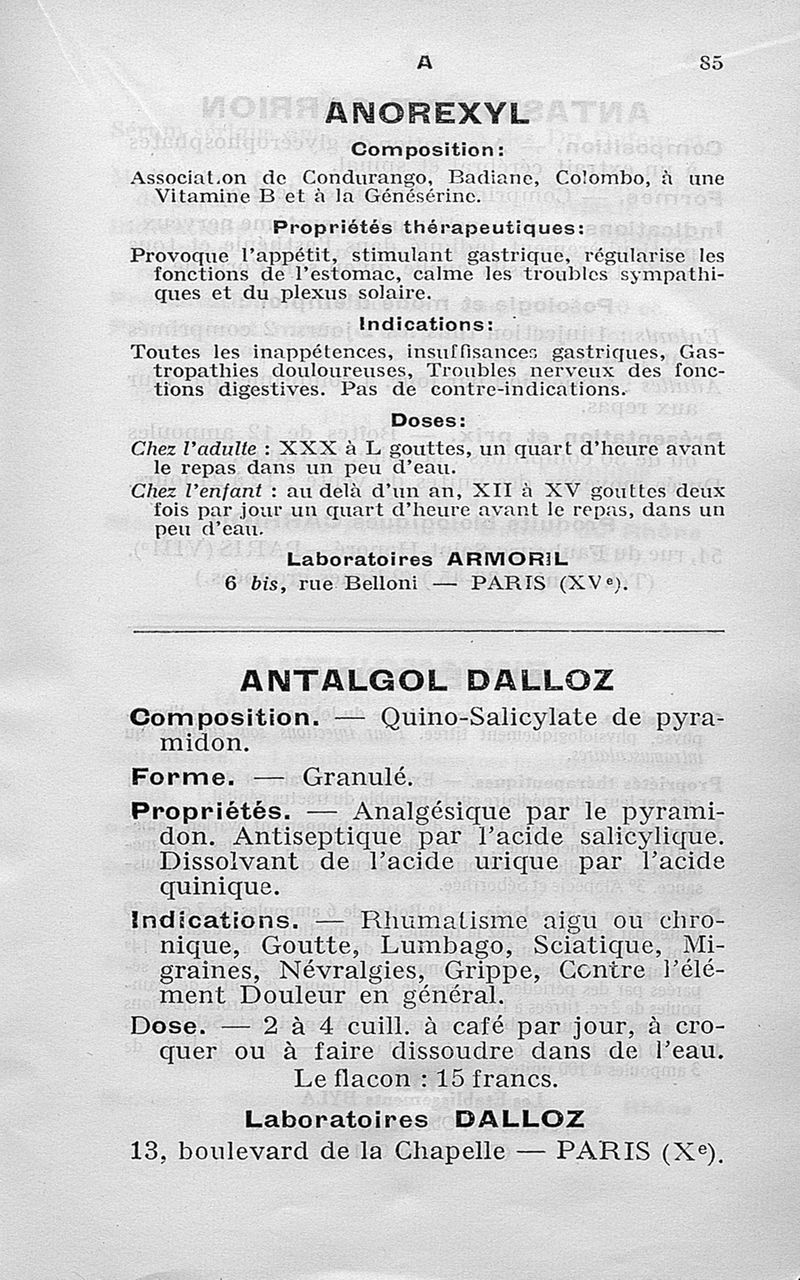 A 85
ANOREXYL
Composition:
Associat.on de Condurango, Badiane, Colombo, à une
Vitamine B et à la Génésérine.
Propriétés thérapeutiques:
Provoque l'appétit, stimulant gastrique, régularise les
fonctions de l'estomac, calme les troubles sympathi-
ques et du plexus solaire.
Indications:
Toutes les inappétences, insuffisances gastriques, Gas-
tropathies douloureuses, Troubles nerveux des fonc-
tions digestives. Pas de contre-indications.
Doses:
Chez l'adulte : XXX à L gouttes, un quart d'heure avant
le repas dans un peu d'eau.
Chez l'enfant : au delà d'un an, XII à XV gouttes deux
fois par jour un quart d'heure avant le repas, dans un
peu d'eau.
Laboratoires ARMORIL
6 bis, rue Belloni — PARIS (XVe).
ANTALGOL DALLOZ
Composition. — Quino-Salicylate de pyra-
midon.
Forme. — Granulé.
Propriétés. — Analgésique par le pyrami-
don. Antiseptique par l'acide salicylique.
Dissolvant de l'acide urique par l'acide
quinique.
Indications. — Rhumatisme aigu ou chro-
nique, Goutte, Lumbago, Sciatique, Mi-
graines, Névralgies, Grippe, Contre l'élé-
ment Douleur en général.
Dose. — 2 à 4 cuill. à café par jour, à cro-
quer ou à faire dissoudre dans de l'eau.
Le flacon : 15 francs.
Laboratoires DALLOZ
13, boulevard de la Chapelle — PARIS (Xe).